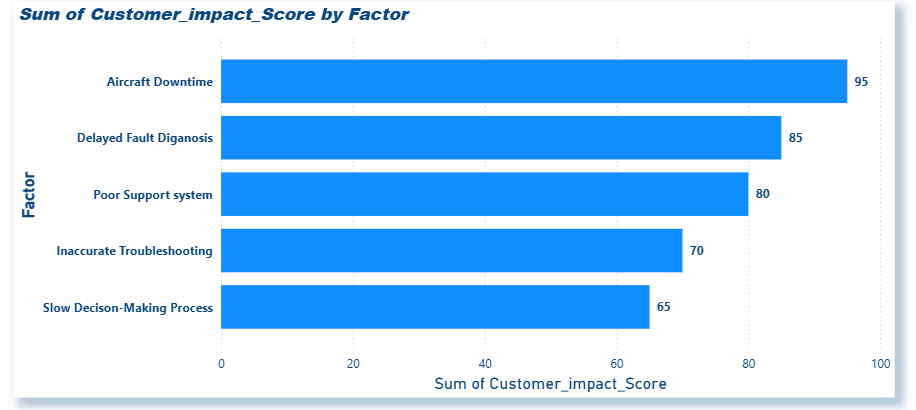 Sum of Customer_impact_Score by Factor
Factor
Aircraft Downtime 95
Delayed Fault Diganosis 85
Poor Support system 80
Inaccurate Troubleshooting 70
Slow Decison-Making Process 65
0 20 40 60 80 100
Sum of Customer_impact_Score